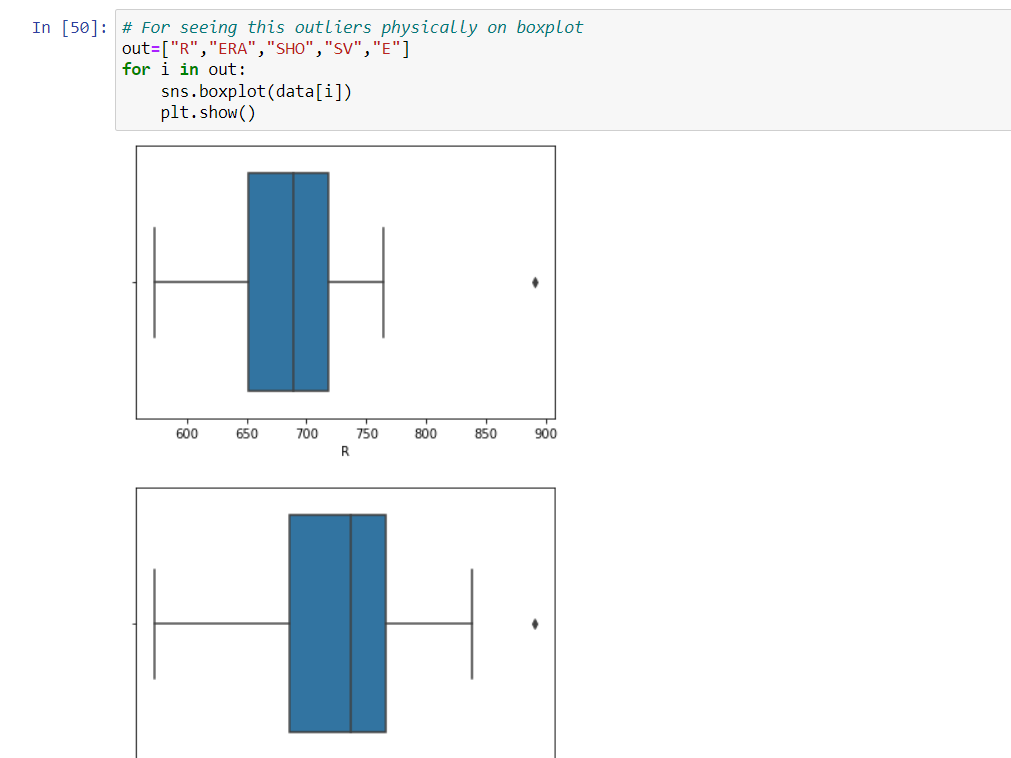 In [50]: # For seeing this outliers physically on boxplot
out=["R","ERA","SHO","SV","E"]
for i in out:
    sns.boxplot(data[i])
    plt.show()
600 650 700 750 800 850 900
R